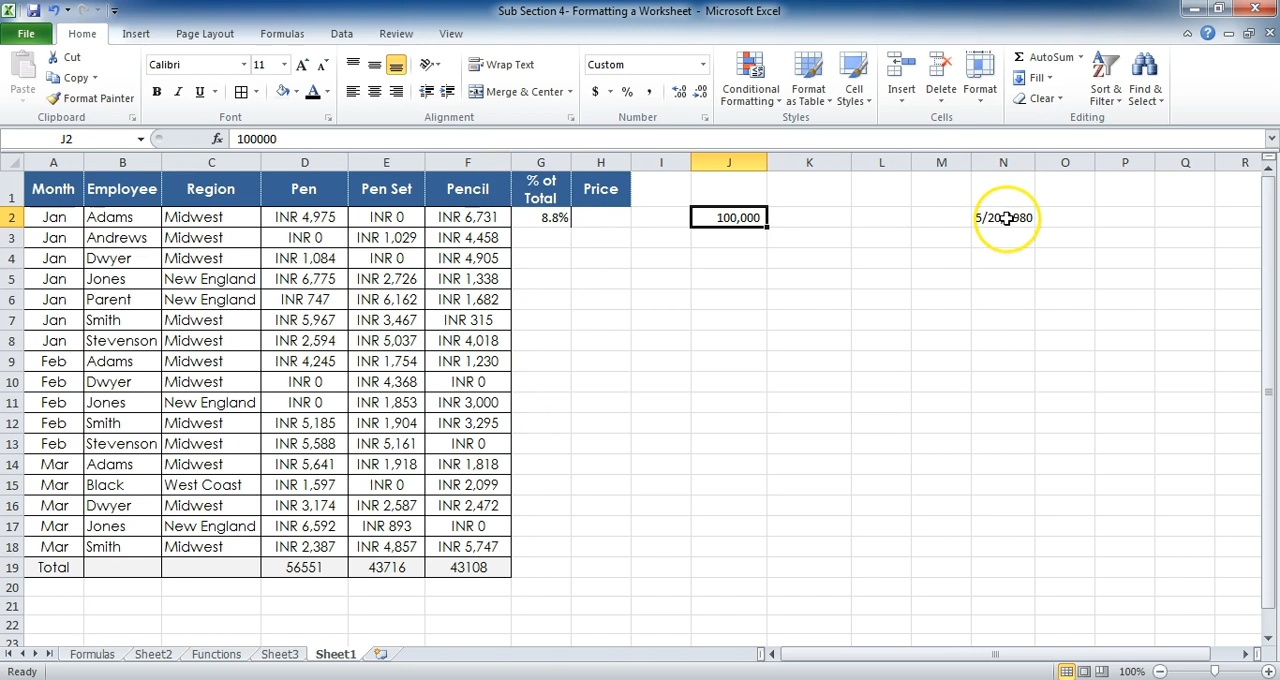 Sub Section 4- Formatting a Worksheet - Microsoft Excel
File Home Insert Page Layout Formulas Data Review View
Paste
Cut
Copy
Format Painter
Clipboard
Calibri 11
B I U A
Font
Wrap Text
Merge & Center
Alignment
Custom
$ % ,
Number
Conditional Formatting
Format as Table
Cell Styles
Styles
Insert
Delete
Format
Cells
Σ AutoSum
Fill
Clear
Sort & Filter
Find & Select
Editing
J2 fx 100000
A B C D E F G H I J K L M N O P Q R
1 Month Employee Region Pen Pen Set Pencil % of Total Price
2 Jan Adams Midwest INR 4,975 INR 0 INR 6,731 8.8% 100,000
3 Jan Andrews Midwest INR 0 INR 1,029 INR 4,458
4 Jan Dwyer Midwest INR 1,084 INR 0 INR 4,905
5 Jan Jones New England INR 6,775 INR 2,726 INR 1,338
6 Jan Parent New England INR 747 INR 6,162 INR 1,682
7 Jan Smith Midwest INR 5,967 INR 3,467 INR 315
8 Jan Stevenson Midwest INR 2,594 INR 5,037 INR 4,018
9 Feb Adams Midwest INR 4,245 INR 1,754 INR 1,230
10 Feb Dwyer Midwest INR 0 INR 4,368 INR 0
11 Feb Jones New England INR 0 INR 1,853 INR 3,000
12 Feb Smith Midwest INR 5,185 INR 1,904 INR 3,295
13 Feb Stevenson Midwest INR 5,588 INR 5,161 INR 0
14 Mar Adams Midwest INR 5,641 INR 1,918 INR 1,818
15 Mar Black West Coast INR 1,597 INR 0 INR 2,099
16 Mar Dwyer Midwest INR 3,174 INR 2,587 INR 2,472
17 Mar Jones New England INR 6,592 INR 893 INR 0
18 Mar Smith Midwest INR 2,387 INR 4,857 INR 5,747
19 Total 56551 43716 43108
20
21
22
23
Formulas Sheet2 Functions Sheet3 Sheet1
Ready 100%